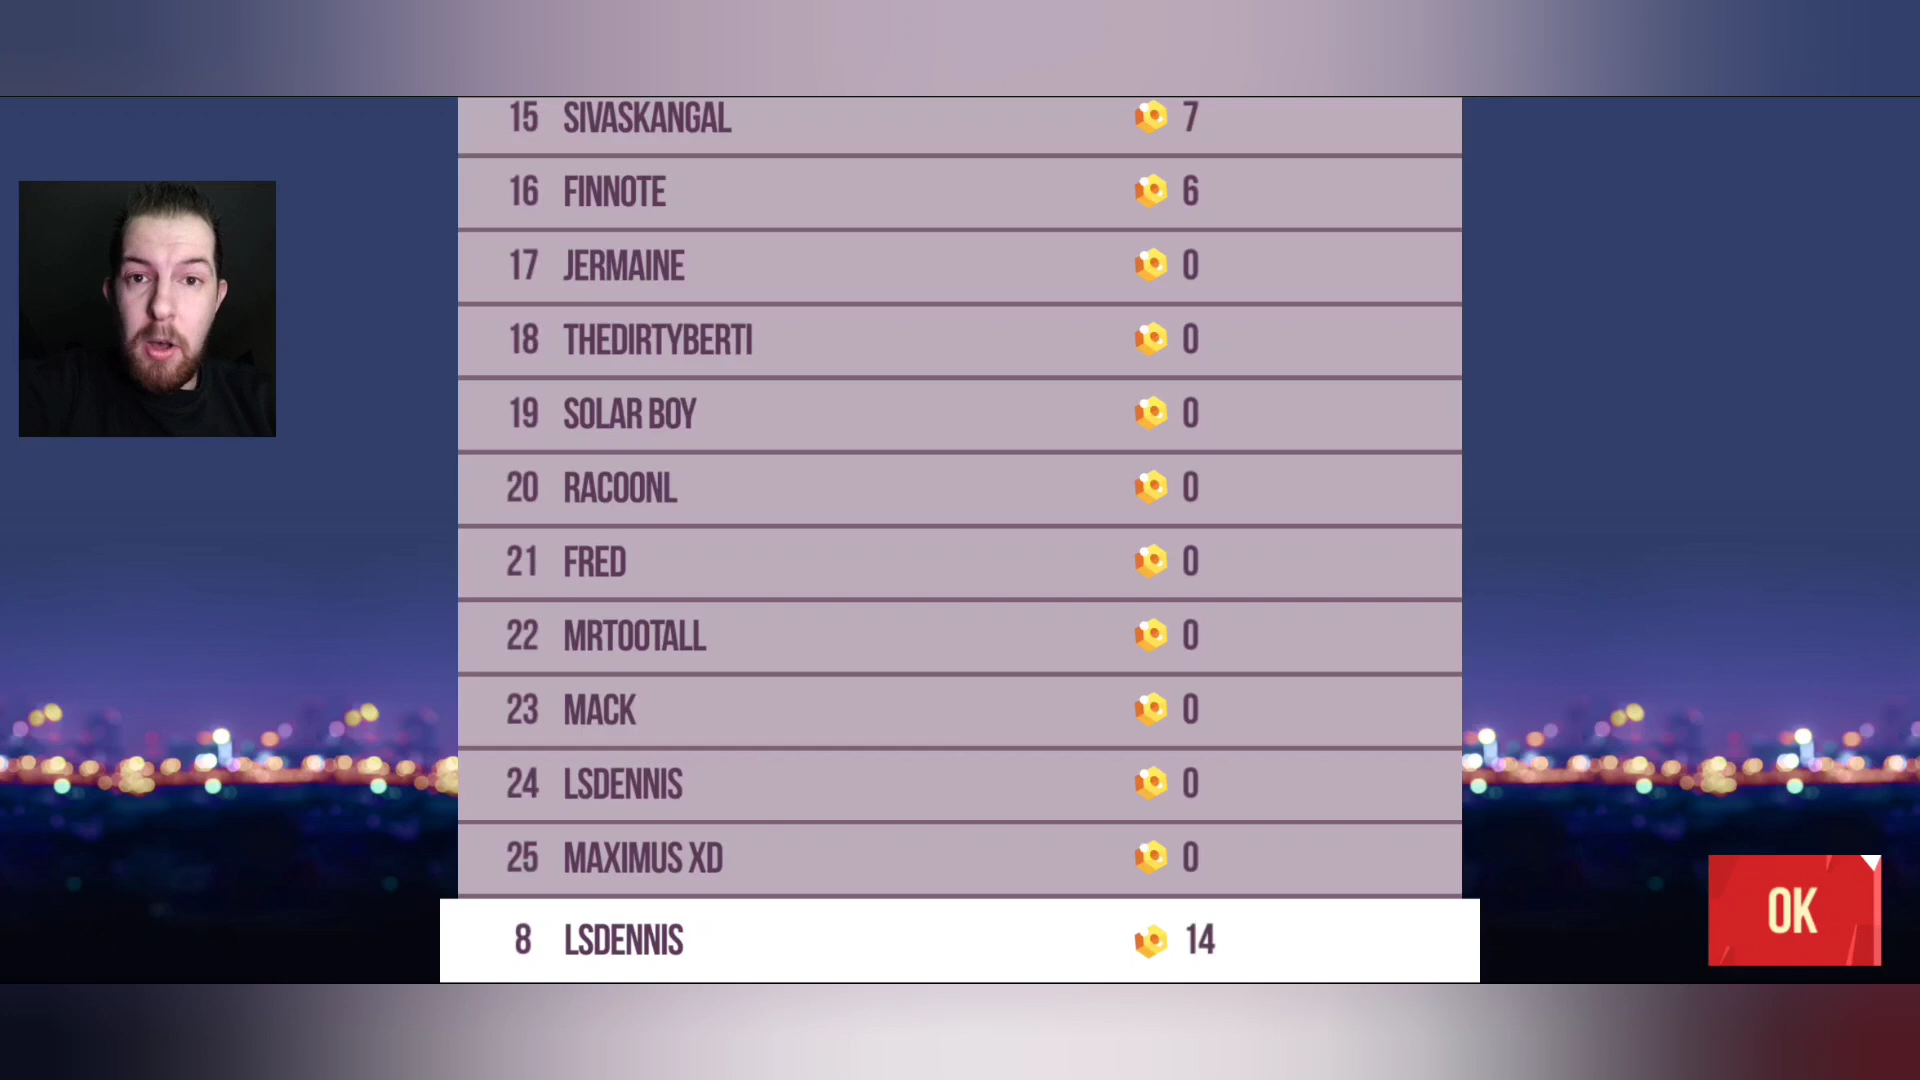 15 SIVASKANGAL 7
16 FINNOTE 6
17 JERMAINE 0
18 THEDIRTYBERTI 0
19 SOLAR BOY 0
20 RACOONL 0
21 FRED 0
22 MRTOOTALL 0
23 MACK 0
24 LSDENNIS 0
25 MAXIMUS XD 0
8 LSDENNIS 14
OK